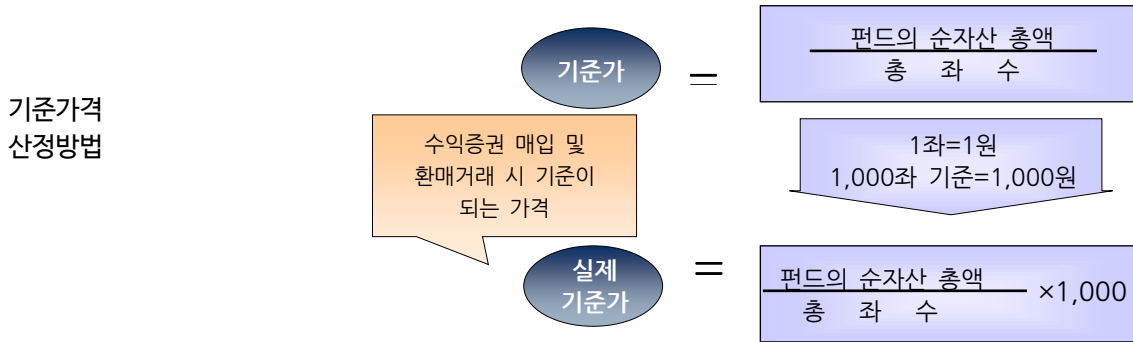 기준가격
산정방법
기준가
=
펀드의 순자산 총액
총 좌 수
수익증권 매입 및
환매거래 시 기준이
되는 가격
1좌=1원
1,000좌 기준=1,000원
실제
기준가
=
펀드의 순자산 총액
총 좌 수
×1,000